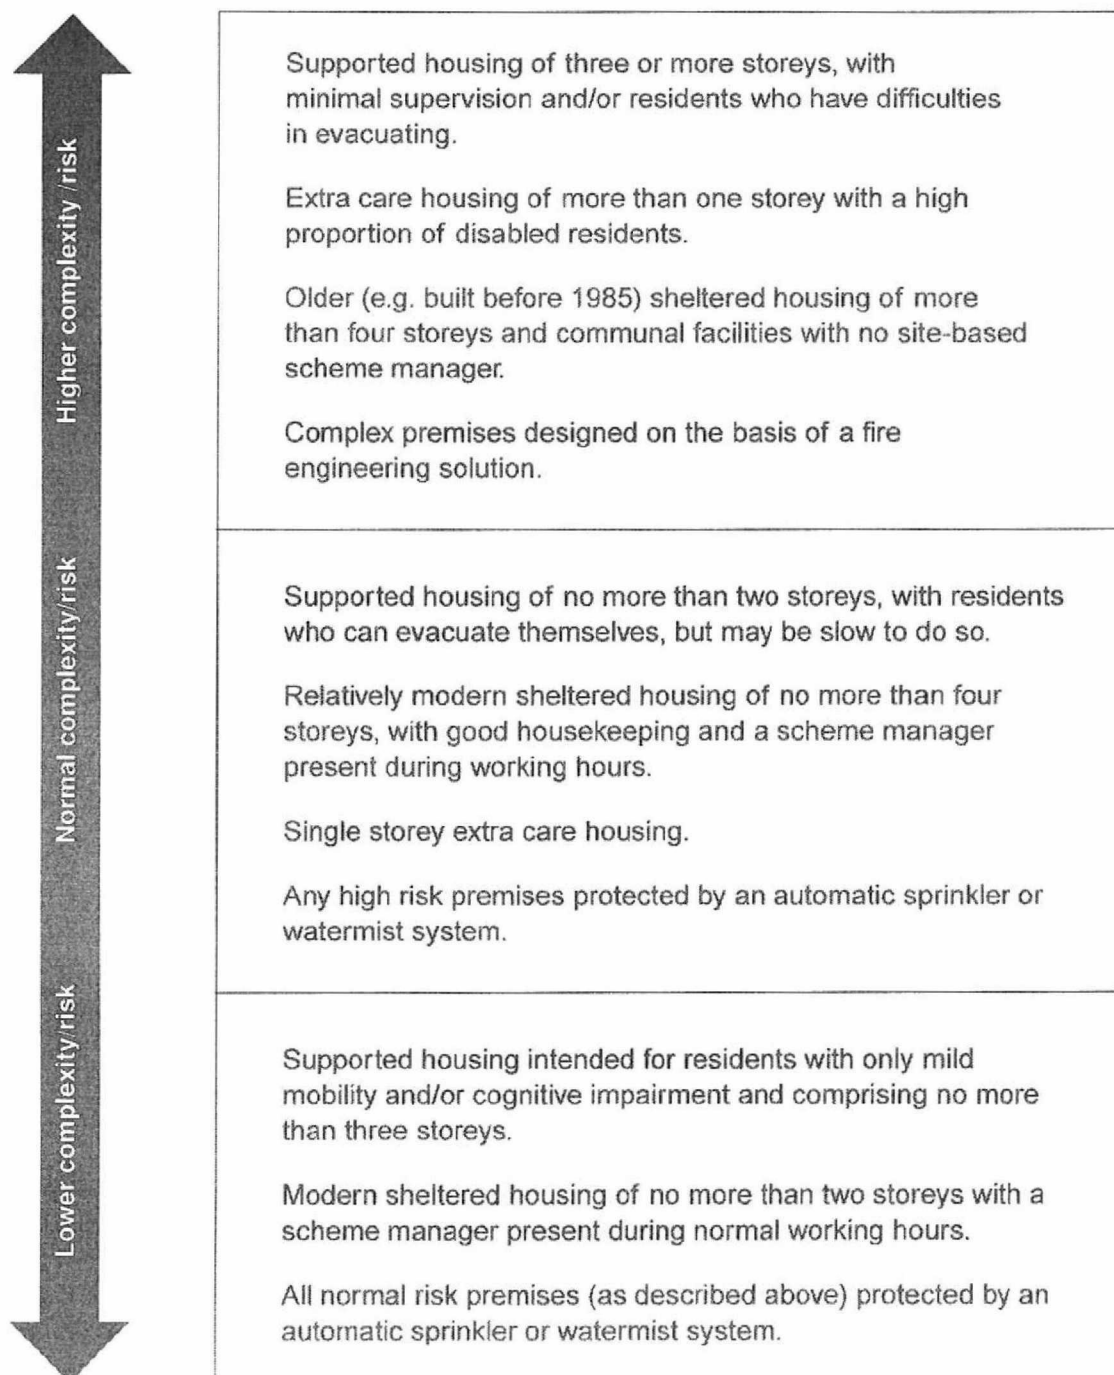 Higher complexity /risk
Supported housing of three or more storeys, with
minimal supervision and/or residents who have difficulties
in evacuating.
Extra care housing of more than one storey with a high
proportion of disabled residents.
Older (e.g. built before 1985) sheltered housing of more
than four storeys and communal facilities with no site-based
scheme manager.
Complex premises designed on the basis of a fire
engineering solution.
Normal complexity/risk
Supported housing of no more than two storeys, with residents
who can evacuate themselves, but may be slow to do so.
Relatively modern sheltered housing of no more than four
storeys, with good housekeeping and a scheme manager
present during working hours.
Single storey extra care housing.
Any high risk premises protected by an automatic sprinkler or
watermist system.
Lower complexity/risk
Supported housing intended for residents with only mild
mobility and/or cognitive impairment and comprising no more
than three storeys.
Modern sheltered housing of no more than two storeys with a
scheme manager present during normal working hours.
All normal risk premises (as described above) protected by an
automatic sprinkler or watermist system.